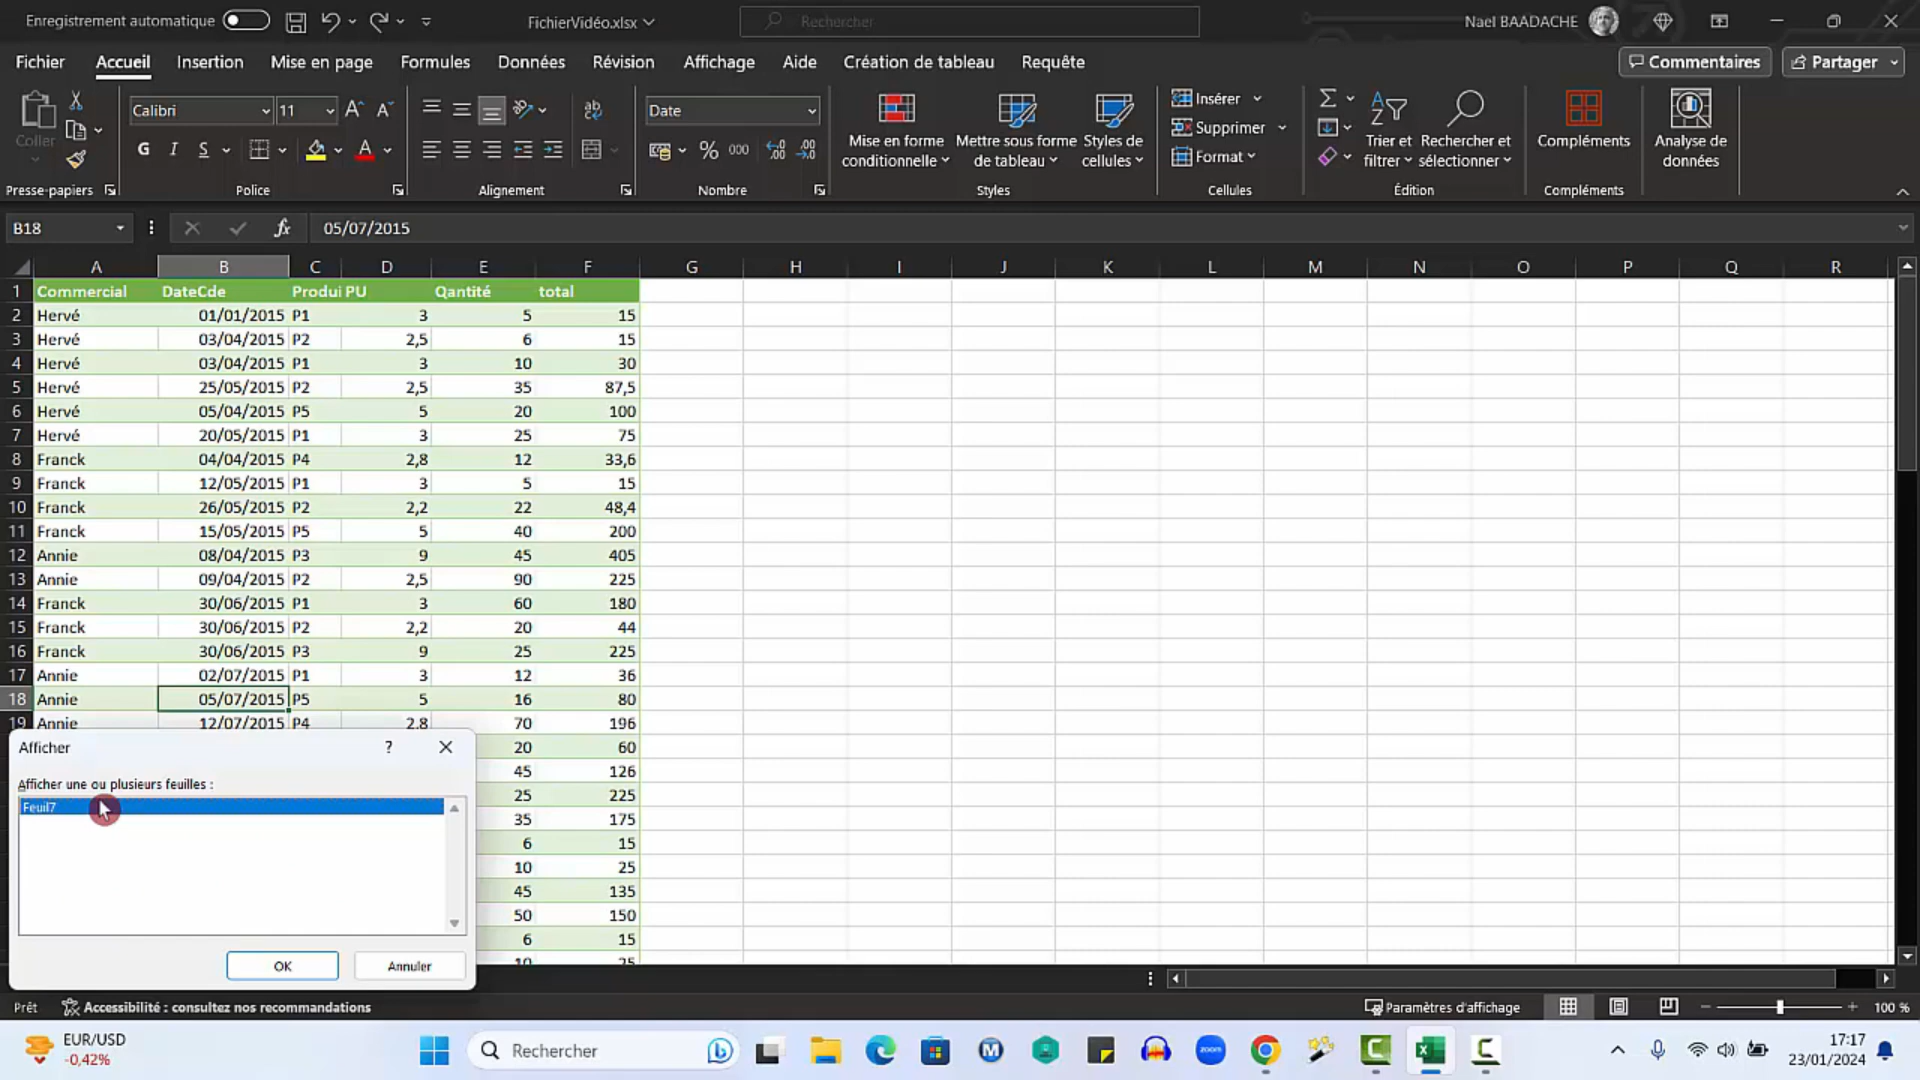 Enregistrement automatique
FichierVidéo.xlsx
Rechercher
Nael BAADACHE
Fichier Accueil Insertion Mise en page Formules Données Révision Affichage Aide Création de tableau Requête
Commentaires Partager
Coller
Presse-papiers
Calibri 11
G I S
Police
Alignement
Date
% 000
Nombre
Mise en forme conditionnelle
Mettre sous forme de tableau
Styles de cellules
Styles
Insérer
Supprimer
Format
Cellules
Trier et filtrer
Rechercher et sélectionner
Édition
Compléments
Compléments
Analyse de données
B18 fx 05/07/2015
A B C D E F G H I J K L M N O P Q R
1 Commercial DateCde Produi PU Qantité total
2 Hervé 01/01/2015 P1 3 5 15
3 Hervé 03/04/2015 P2 2,5 6 15
4 Hervé 03/04/2015 P1 3 10 30
5 Hervé 25/05/2015 P2 2,5 35 87,5
6 Hervé 05/04/2015 P5 5 20 100
7 Hervé 20/05/2015 P1 3 25 75
8 Franck 04/04/2015 P4 2,8 12 33,6
9 Franck 12/05/2015 P1 3 5 15
10 Franck 26/05/2015 P2 2,2 22 48,4
11 Franck 15/05/2015 P5 5 40 200
12 Annie 08/04/2015 P3 9 45 405
13 Annie 09/04/2015 P2 2,5 90 225
14 Franck 30/06/2015 P1 3 60 180
15 Franck 30/06/2015 P2 2,2 20 44
16 Franck 30/06/2015 P3 9 25 225
17 Annie 02/07/2015 P1 3 12 36
18 Annie 05/07/2015 P5 5 16 80
19 Annie 12/07/2015 P4 2,8 70 196
20 60
45 126
25 225
35 175
6 15
10 25
45 135
50 150
6 15
10 25
Afficher ?
Afficher une ou plusieurs feuilles :
Feuil7
OK Annuler
Prêt Accessibilité : consultez nos recommandations
Paramètres d'affichage
100 %
EUR/USD
-0,42%
Rechercher
zoom
17:17
23/01/2024